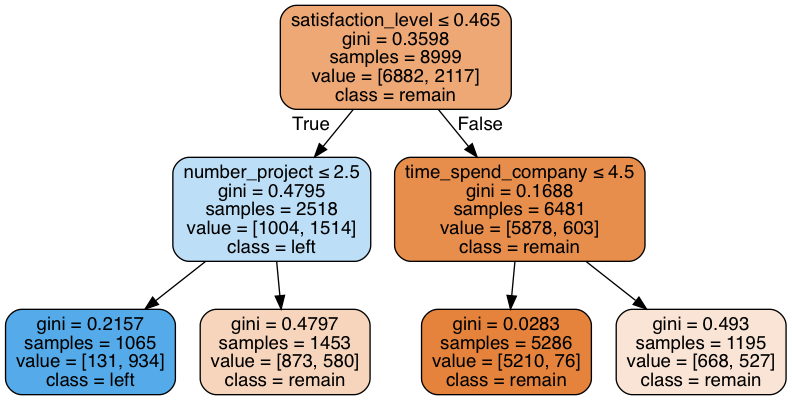 satisfaction_level ≤ 0.465
gini = 0.3598
samples = 8999
value = [6882, 2117]
class = remain
True
False
number_project ≤ 2.5
gini = 0.4795
samples = 2518
value = [1004, 1514]
class = left
time_spend_company ≤ 4.5
gini = 0.1688
samples = 6481
value = [5878, 603]
class = remain
gini = 0.2157
samples = 1065
value = [131, 934]
class = left
gini = 0.4797
samples = 1453
value = [873, 580]
class = remain
gini = 0.0283
samples = 5286
value = [5210, 76]
class = remain
gini = 0.493
samples = 1195
value = [668, 527]
class = remain